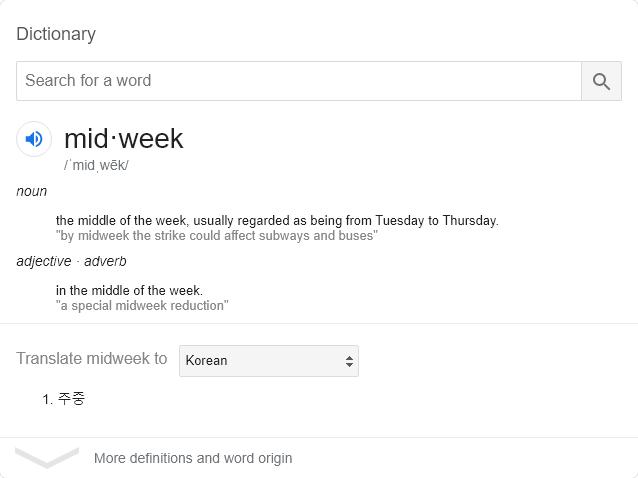 Dictionary
Search for a word
mid·week
/ˈmidˌwēk/
noun
the middle of the week, usually regarded as being from Tuesday to Thursday.
"by midweek the strike could affect subways and buses"
adjective · adverb
in the middle of the week.
"a special midweek reduction"
Translate midweek to Korean
1. 주중
More definitions and word origin